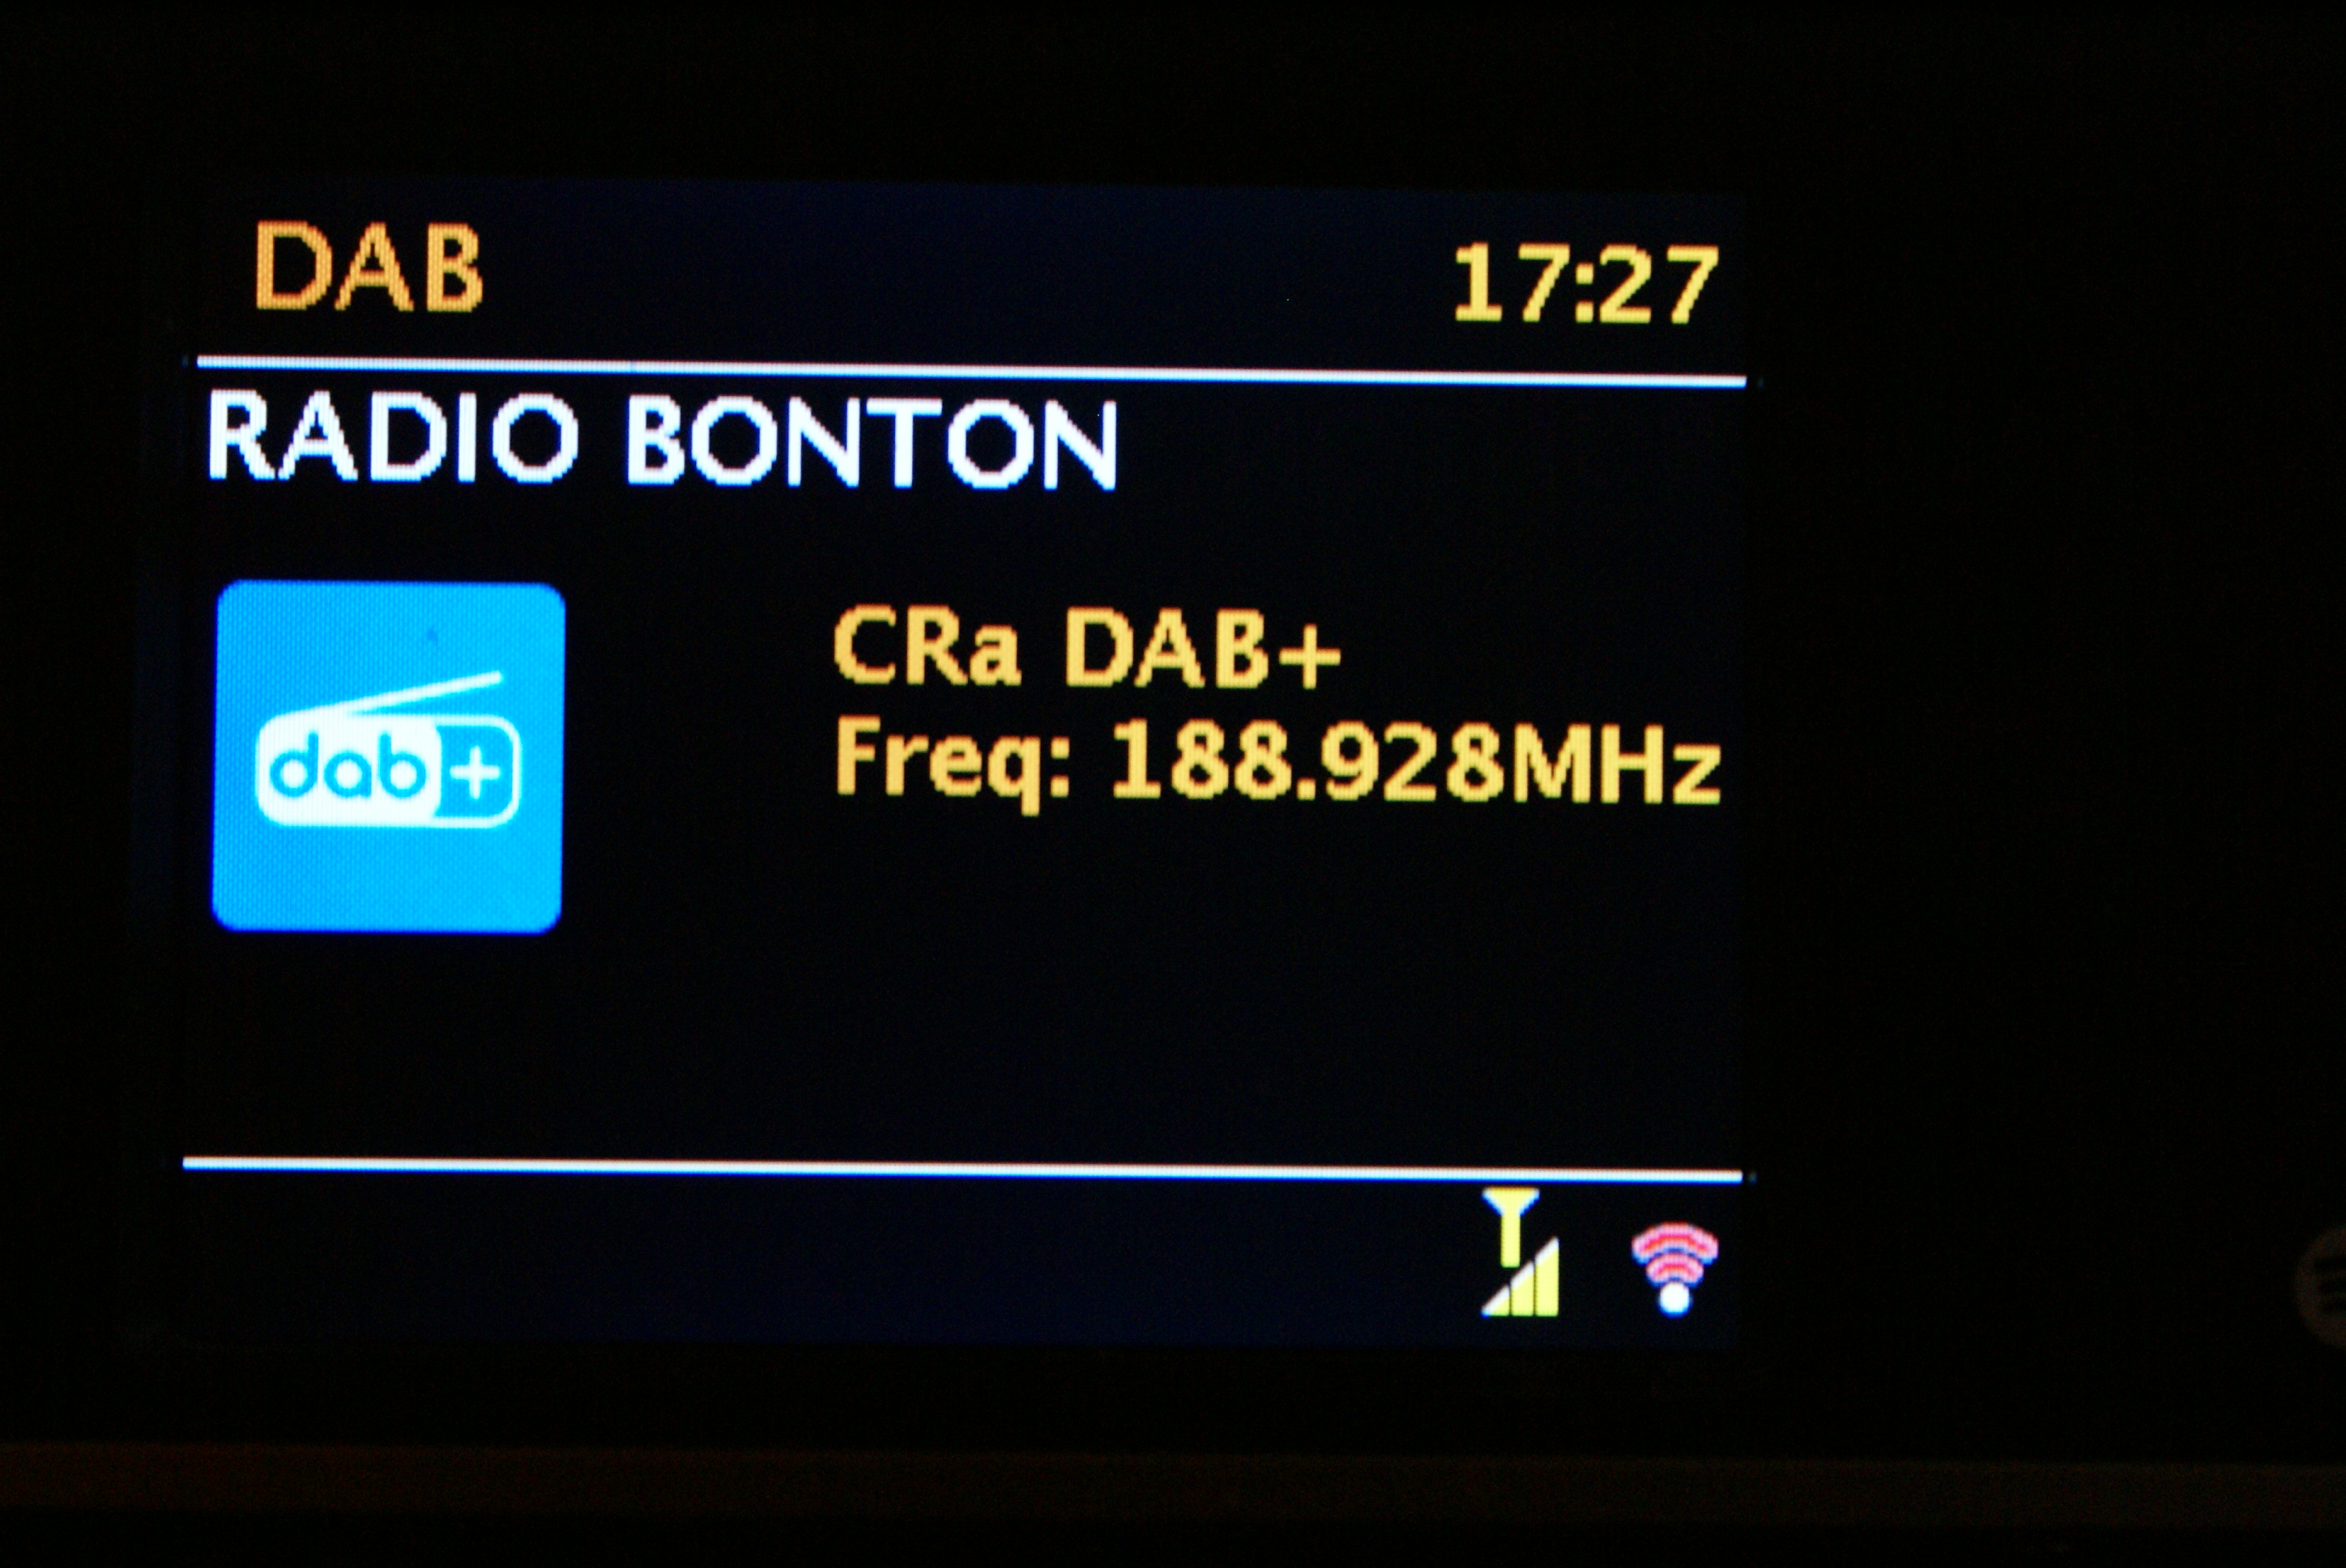 DAB 17:27
RADIO BONTON
CRa DAB+
Freq: 188.928MHz
dab+